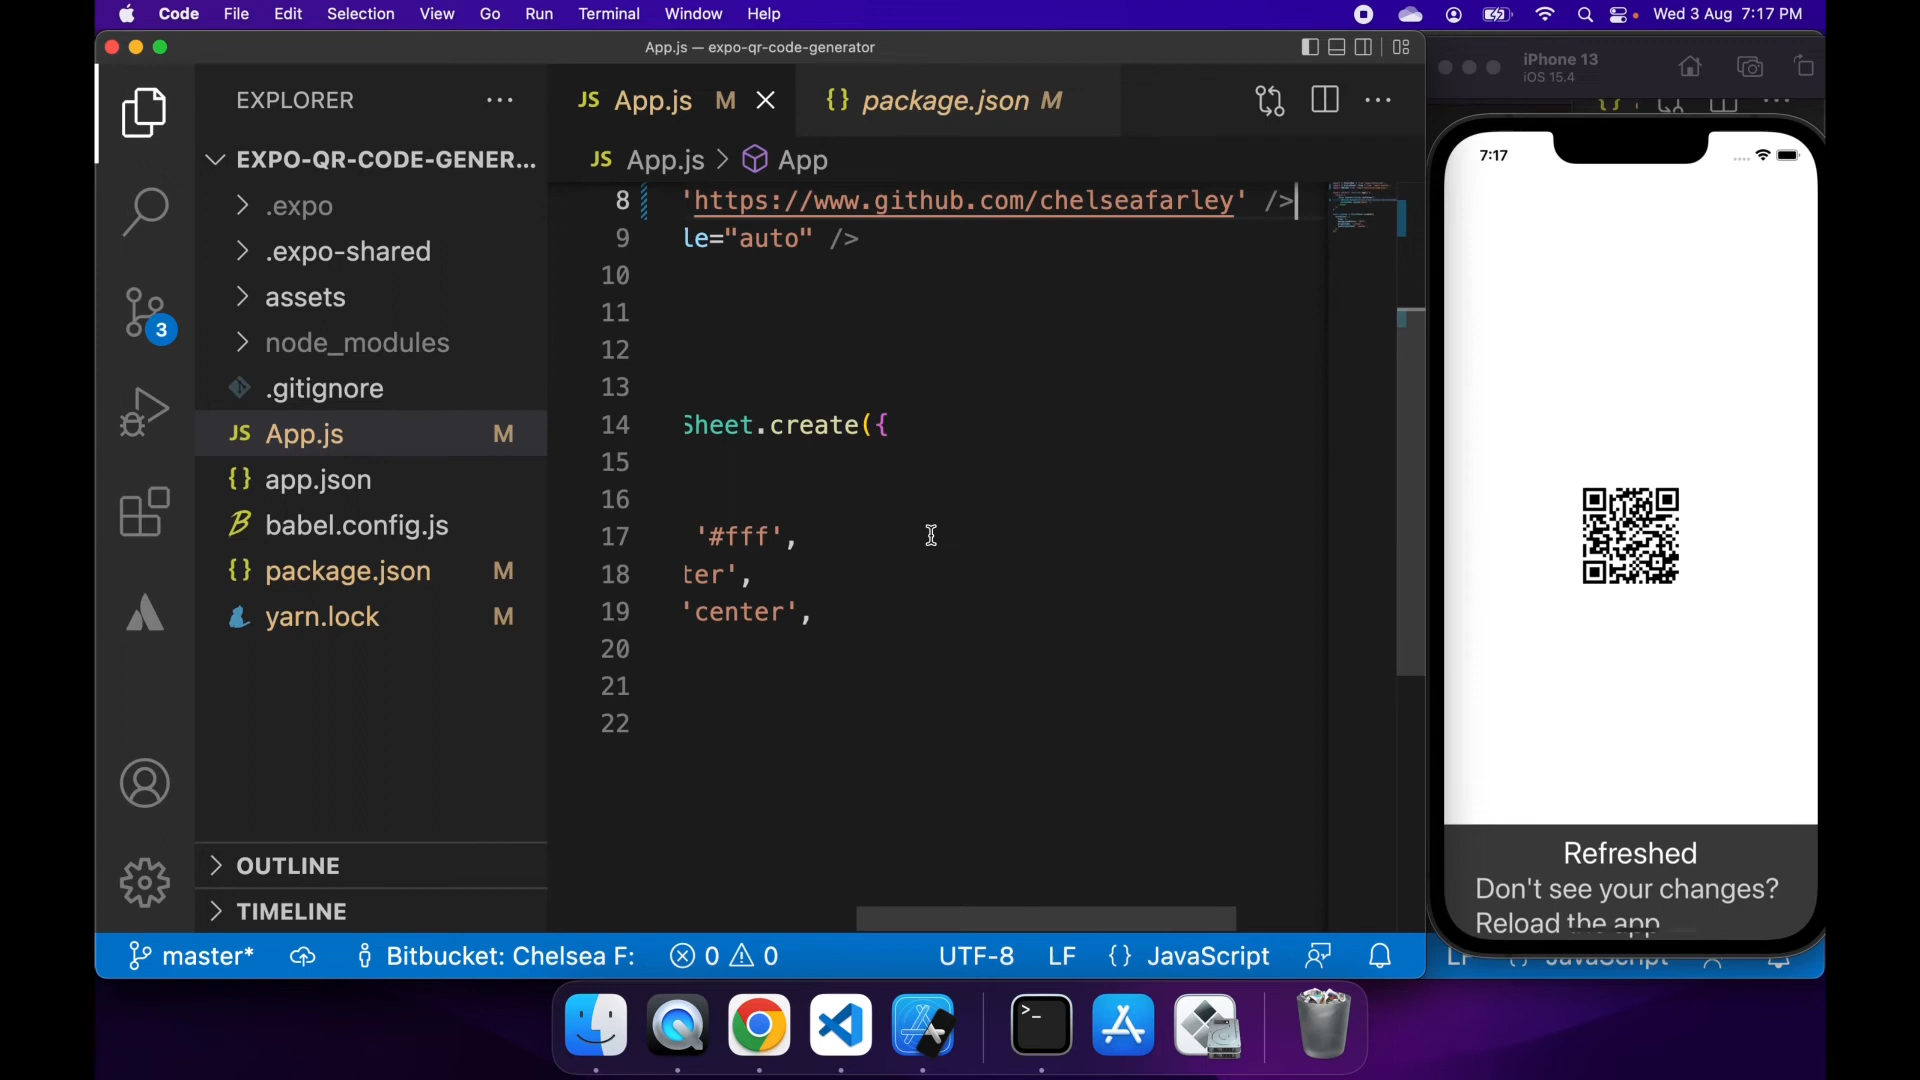 Code File Edit Selection View Go Run Terminal Window Help Wed 3 Aug 7:17 PM
App.js — expo-qr-code-generator
iPhone 13
iOS 15.4
EXPLORER
JS App.js M
{} package.json M
JS App.js > App
EXPO-QR-CODE-GENER...
.expo
.expo-shared
assets
node_modules
.gitignore
JS App.js M
{} app.json
babel.config.js
{} package.json M
yarn.lock M
OUTLINE
TIMELINE
3
8 'https://www.github.com/chelseafarley' />
9 le="auto" />
10
11
12
13
14 Sheet.create({
15
16
17 '#fff',
18 ter',
19 'center',
20
21
22
7:17
Refreshed
Don't see your changes?
Reload the app
master* Bitbucket: Chelsea F: 0 0 UTF-8 LF {} JavaScript